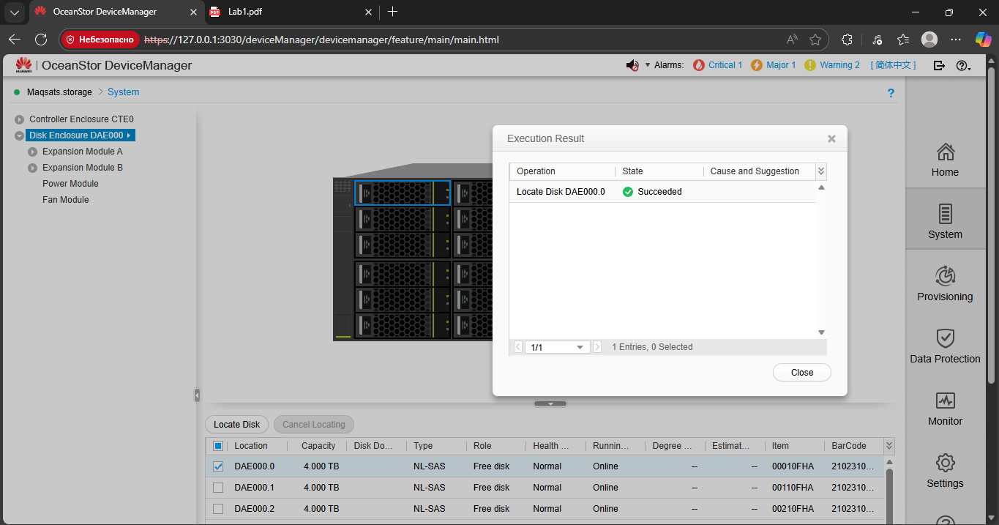 OceanStor DeviceManager
Lab1.pdf
Небезопасно
https://127.0.0.1:3030/deviceManager/devicemanager/feature/main/main.html
HUAWEI | OceanStor DeviceManager
Alarms: Critical 1 Major 1 Warning 2 [ 简体中文 ]
Maqsats.storage > System
?
Controller Enclosure CTE0
Disk Enclosure DAE000
Expansion Module A
Expansion Module B
Power Module
Fan Module
Execution Result
Operation State Cause and Suggestion
Locate Disk DAE000.0 Succeeded
1/1 1 Entries, 0 Selected
Close
Home
System
Provisioning
Data Protection
Monitor
Settings
Locate Disk Cancel Locating
Location Capacity Disk Do... Type Role Health ... Runnin... Degree ... Estimat... Item BarCode
DAE000.0 4.000 TB NL-SAS Free disk Normal Online -- -- 00010FHA 2102310...
DAE000.1 4.000 TB NL-SAS Free disk Normal Online -- -- 00110FHA 2102310...
DAE000.2 4.000 TB NL-SAS Free disk Normal Online -- -- 00210FHA 2102310...